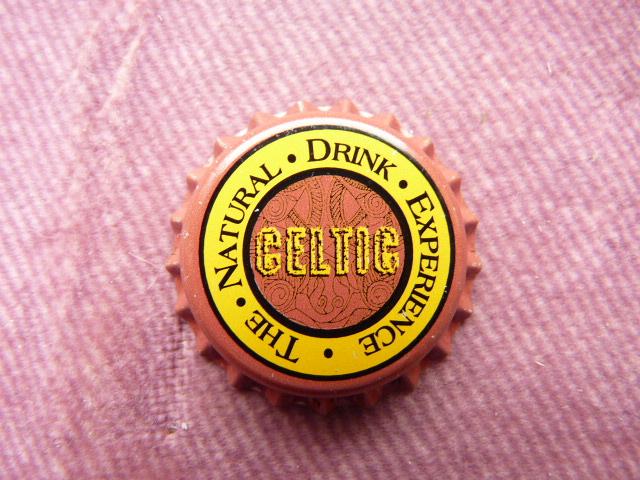 THE • NATURAL • DRINK • EXPERIENCE •
CELTIC